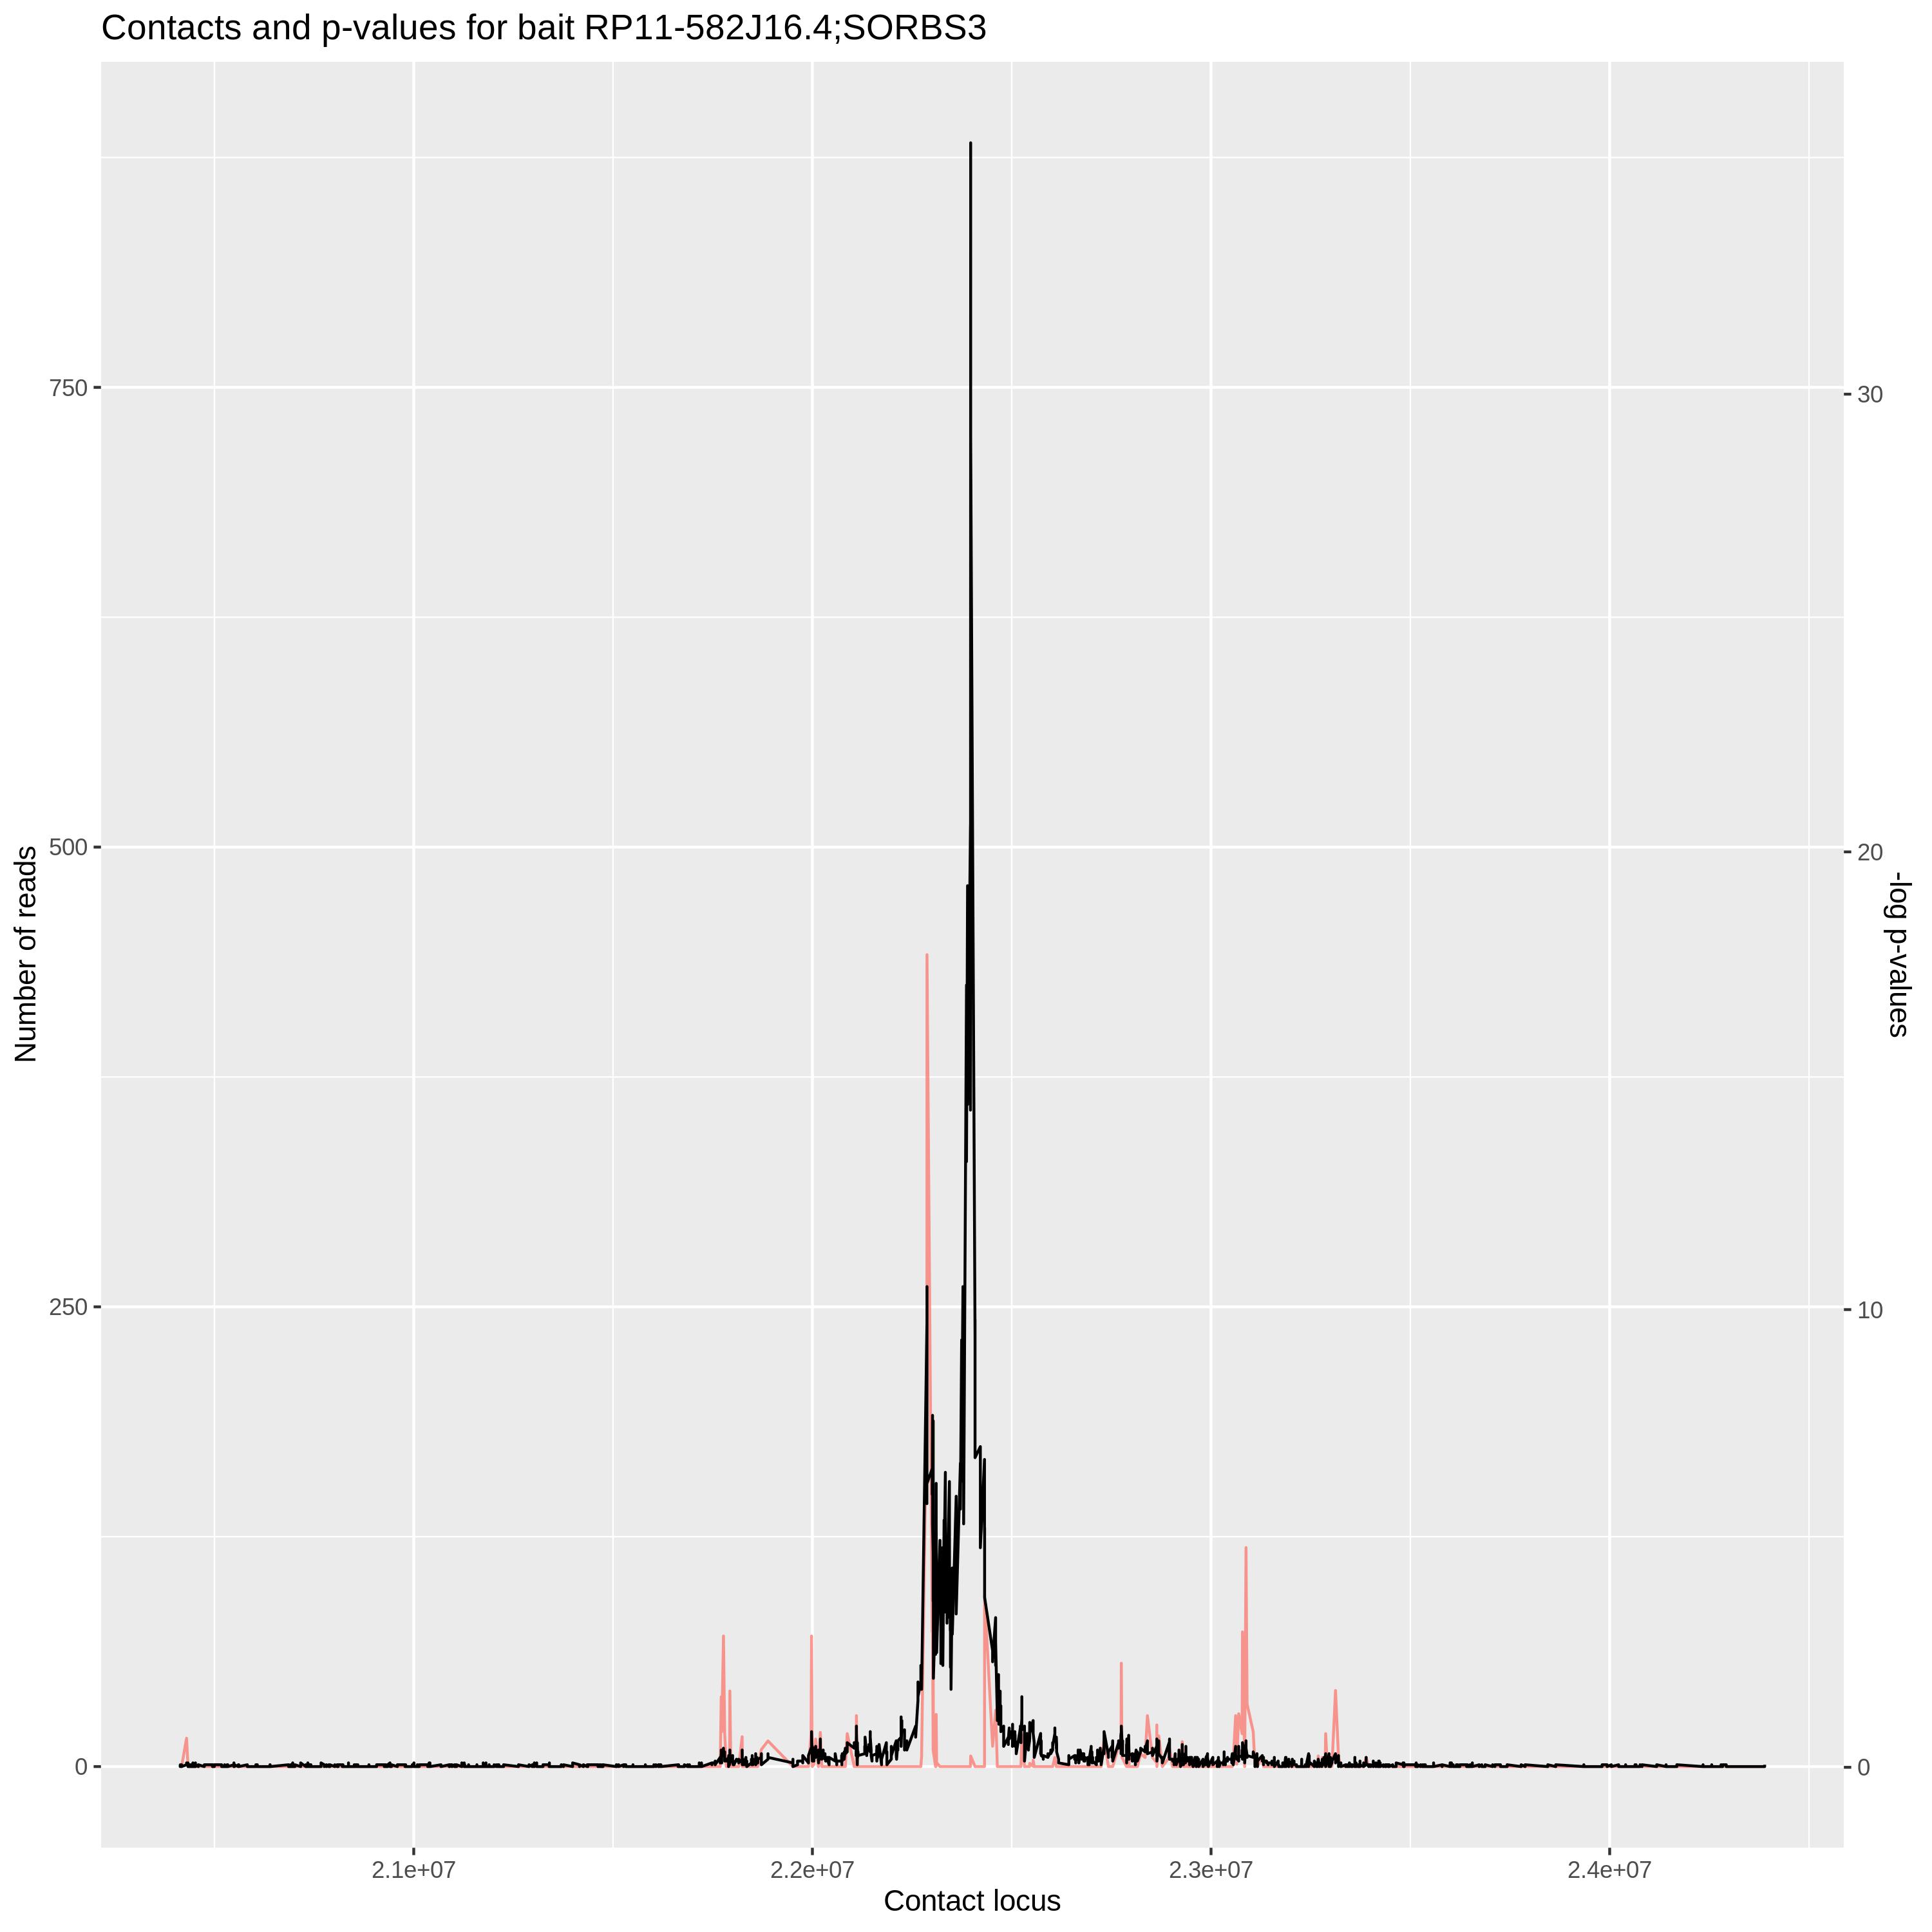 Contacts and p-values for bait RP11-582J16.4;SORBS3
Number of reads
750
500
250
0
30
20
10
0
-log p-values
2.1e+07
2.2e+07
2.3e+07
2.4e+07
Contact locus